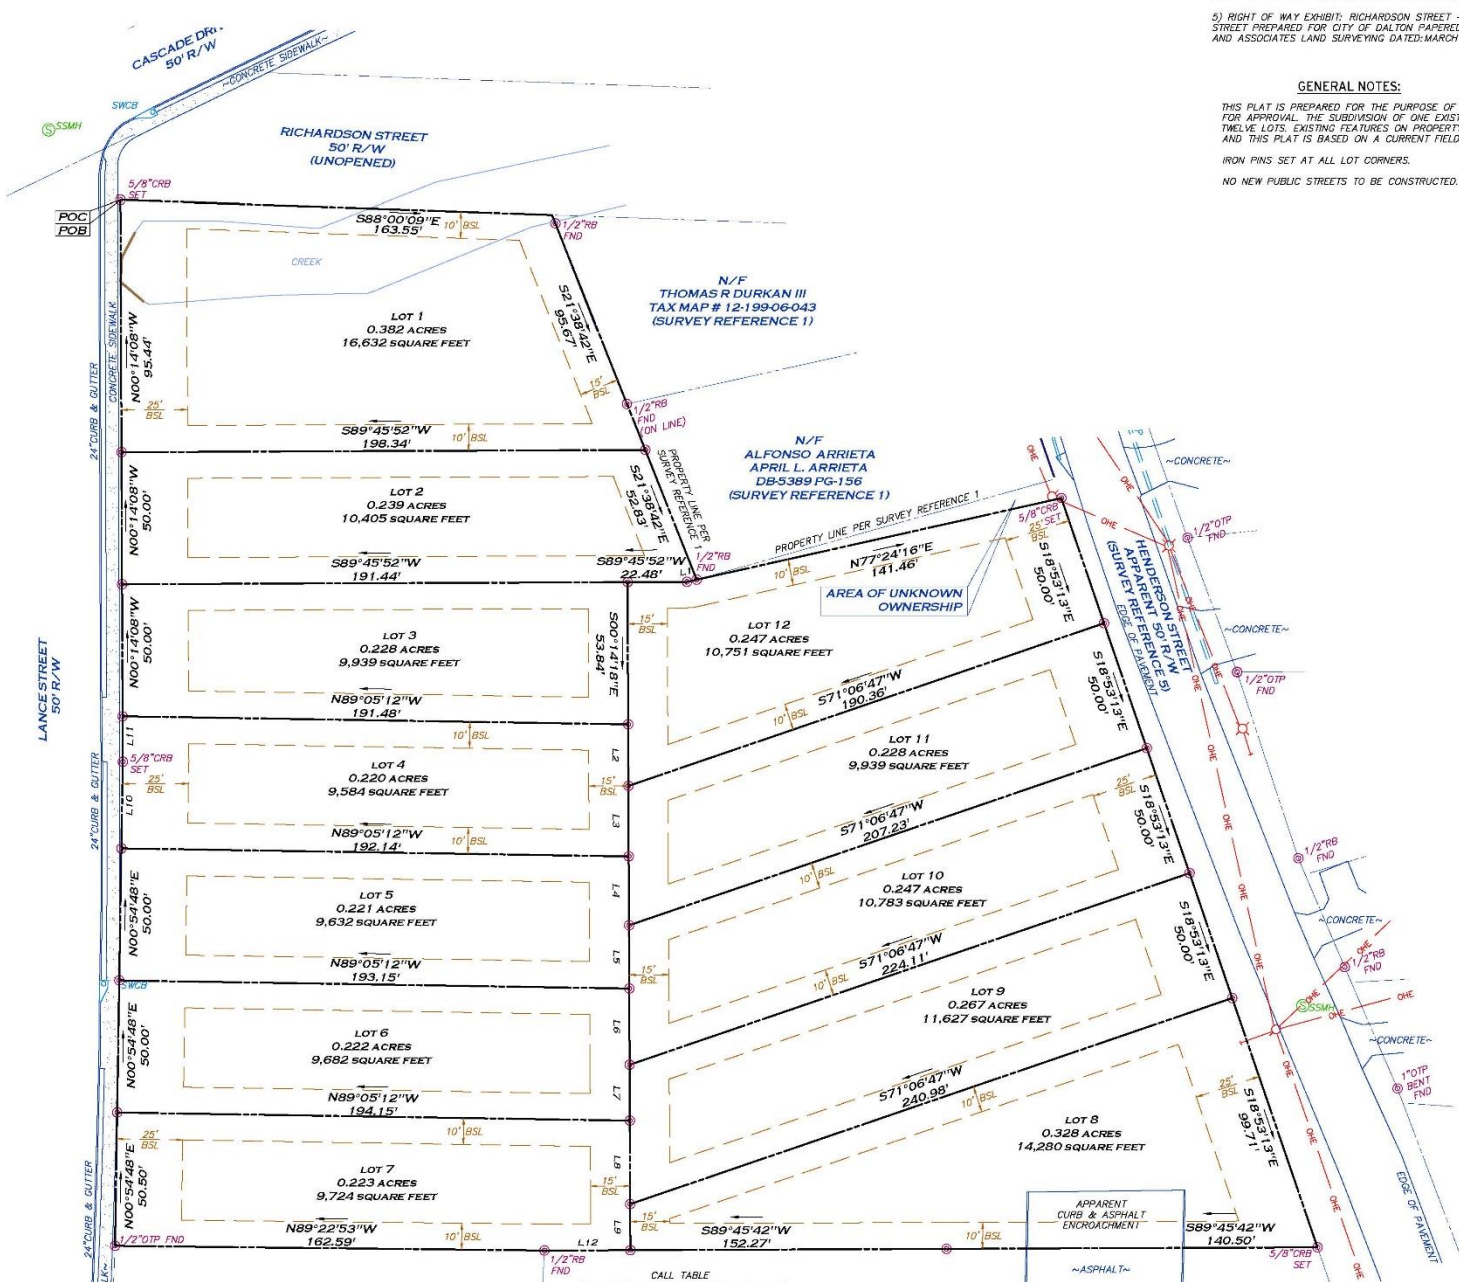 5) RIGHT OF WAY EXHIBIT: RICHARDSON STREET -
STREET PREPARED FOR CITY OF DALTON PAPERED
AND ASSOCIATES LAND SURVEYING DATED: MARCH
GENERAL NOTES:
THIS PLAT IS PREPARED FOR THE PURPOSE OF
FOR APPROVAL. THE SUBDIVISION OF ONE EXIST
TWELVE LOTS. EXISTING FEATURES ON PROPERTY
AND THIS PLAT IS BASED ON A CURRENT FIELD
IRON PINS SET AT ALL LOT CORNERS.
NO NEW PUBLIC STREETS TO BE CONSTRUCTED.
CASCADE DRI
50' R/W
~CONCRETE SIDEWALK~
SWCB
SSMH
RICHARDSON STREET
50' R/W
(UNOPENED)
5/8"CRB
SET
POC
POB
S88°00'09"E
163.55'
10' BSL
1/2"RB
FND
CREEK
N/F
THOMAS R DURKAN III
TAX MAP # 12-199-06-043
(SURVEY REFERENCE 1)
LOT 1
0.382 ACRES
16,632 SQUARE FEET
S21°38'42"E
95.67'
N00°14'08"W
95.44'
CONCRETE SIDEWALK
24"CURB & GUTTER
25'
BSL
15'
BSL
1/2"RB
FND
(ON LINE)
S89°45'52"W
198.34'
10' BSL
N/F
ALFONSO ARRIETA
APRIL L. ARRIETA
DB-5389 PG-156
(SURVEY REFERENCE 1)
PROPERTY LINE PER
SURVEY REFERENCE 1
S21°38'42"E
52.83'
LOT 2
0.239 ACRES
10,405 SQUARE FEET
N00°14'08"W
50.00'
S89°45'52"W
191.44'
S89°45'52"W
22.48'
L1
1/2"RB
FND
PROPERTY LINE PER SURVEY REFERENCE 1
5/8"CRB
SET
25'
BSL
N77°24'16"E
141.46'
10' BSL
AREA OF UNKNOWN
OWNERSHIP
S18°53'13"E
50.00'
HENDERSON STREET
APPARENT 50' R/W
(SURVEY REFERENCE 5)
EDGE OF PAVEMENT
OHE
OHE
OHE
~CONCRETE~
1/2"OTP
FND
~CONCRETE~
1/2"OTP
FND
LANCE STREET
50' R/W
N00°14'08"W
50.00'
LOT 3
0.228 ACRES
9,939 SQUARE FEET
S00°14'18"E
53.84'
15'
BSL
LOT 12
0.247 ACRES
10,751 SQUARE FEET
N89°05'12"W
191.48'
10' BSL
S71°06'47"W
190.36'
10' BSL
S18°53'13"E
50.00'
OHE
OHE
L11
5/8"CRB
SET
L10
25'
BSL
LOT 4
0.220 ACRES
9,584 SQUARE FEET
L2
15'
BSL
L3
LOT 11
0.228 ACRES
9,939 SQUARE FEET
24"CURB & GUTTER
N89°05'12"W
192.14'
10' BSL
S71°06'47"W
207.23'
10' BSL
25'
BSL
S18°53'13"E
50.00'
1/2"RB
FND
OHE
N00°54'48"E
50.00'
LOT 5
0.221 ACRES
9,632 SQUARE FEET
L4
LOT 10
0.247 ACRES
10,783 SQUARE FEET
N89°05'12"W
193.15'
L5
15'
BSL
S71°06'47"W
224.11'
10' BSL
S18°53'13"E
50.00'
~CONCRETE~
OHE
OHE
1/2"RB
FND
SWCB
N00°54'48"E
50.00'
LOT 6
0.222 ACRES
9,682 SQUARE FEET
L6
LOT 9
0.267 ACRES
11,627 SQUARE FEET
OHE
SSMH
OHE
OHE
~CONCRETE~
N89°05'12"W
194.15'
10' BSL
L7
S71°06'47"W
240.98'
10' BSL
25'
BSL
OHE
1"OTP
BENT
FND
25'
BSL
N00°54'48"E
50.50'
LOT 7
0.223 ACRES
9,724 SQUARE FEET
L8
15'
BSL
LOT 8
0.328 ACRES
14,280 SQUARE FEET
S18°53'13"E
99.71'
OHE
EDGE OF PAVEMENT
24"CURB & GUTTER
N89°22'53"W
162.59'
10' BSL
L9
15'
BSL
S89°45'42"W
152.27'
10' BSL
APPARENT
CURB & ASPHALT
ENCROACHMENT
S89°45'42"W
140.50'
OHE
1/2"OTP FND
L12
1/2"RB
FND
5/8"CRB
SET
LK~
CALL TABLE
~ASPHALT~
OHE